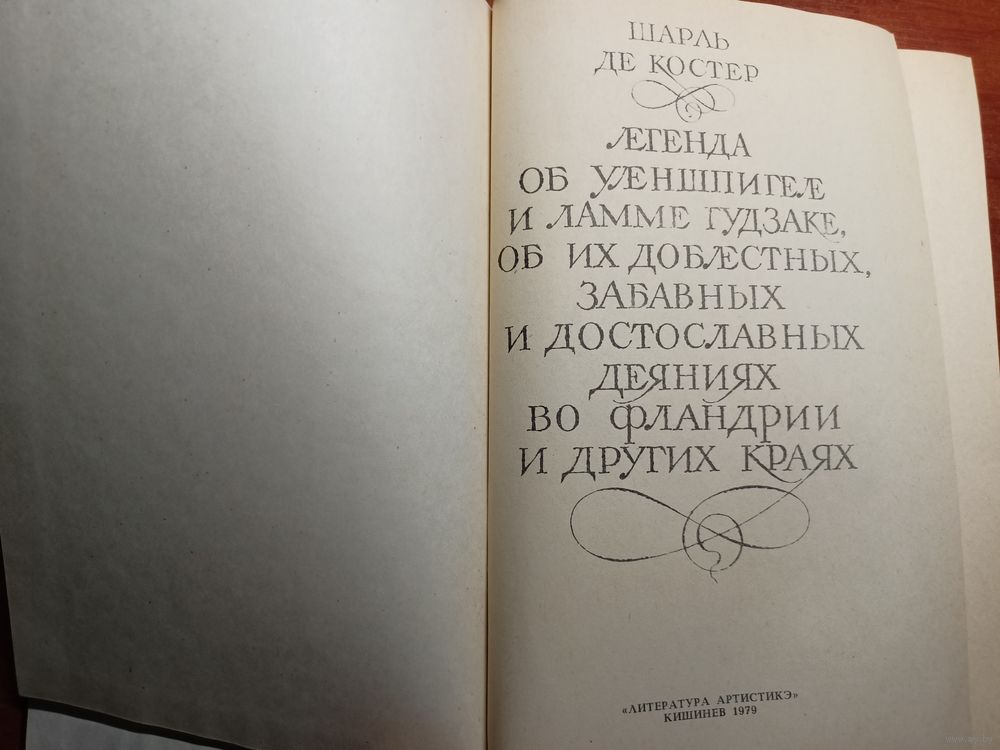 ШАРЛЬ
ДЕ КОСТЕР
ЛЕГЕНДА
ОБ УЛЕНШПИГЕЛЕ
И ЛАММЕ ГУДЗАКЕ,
ОБ ИХ ДОБЛЕСТНЫХ,
ЗАБАВНЫХ
И ДОСТОСЛАВНЫХ
ДЕЯНИЯХ
ВО ФЛАНДРИИ
И ДРУГИХ КРАЯХ
«ЛИТЕРАТУРА АРТИСТИКЭ»
КИШИНЕВ 1979